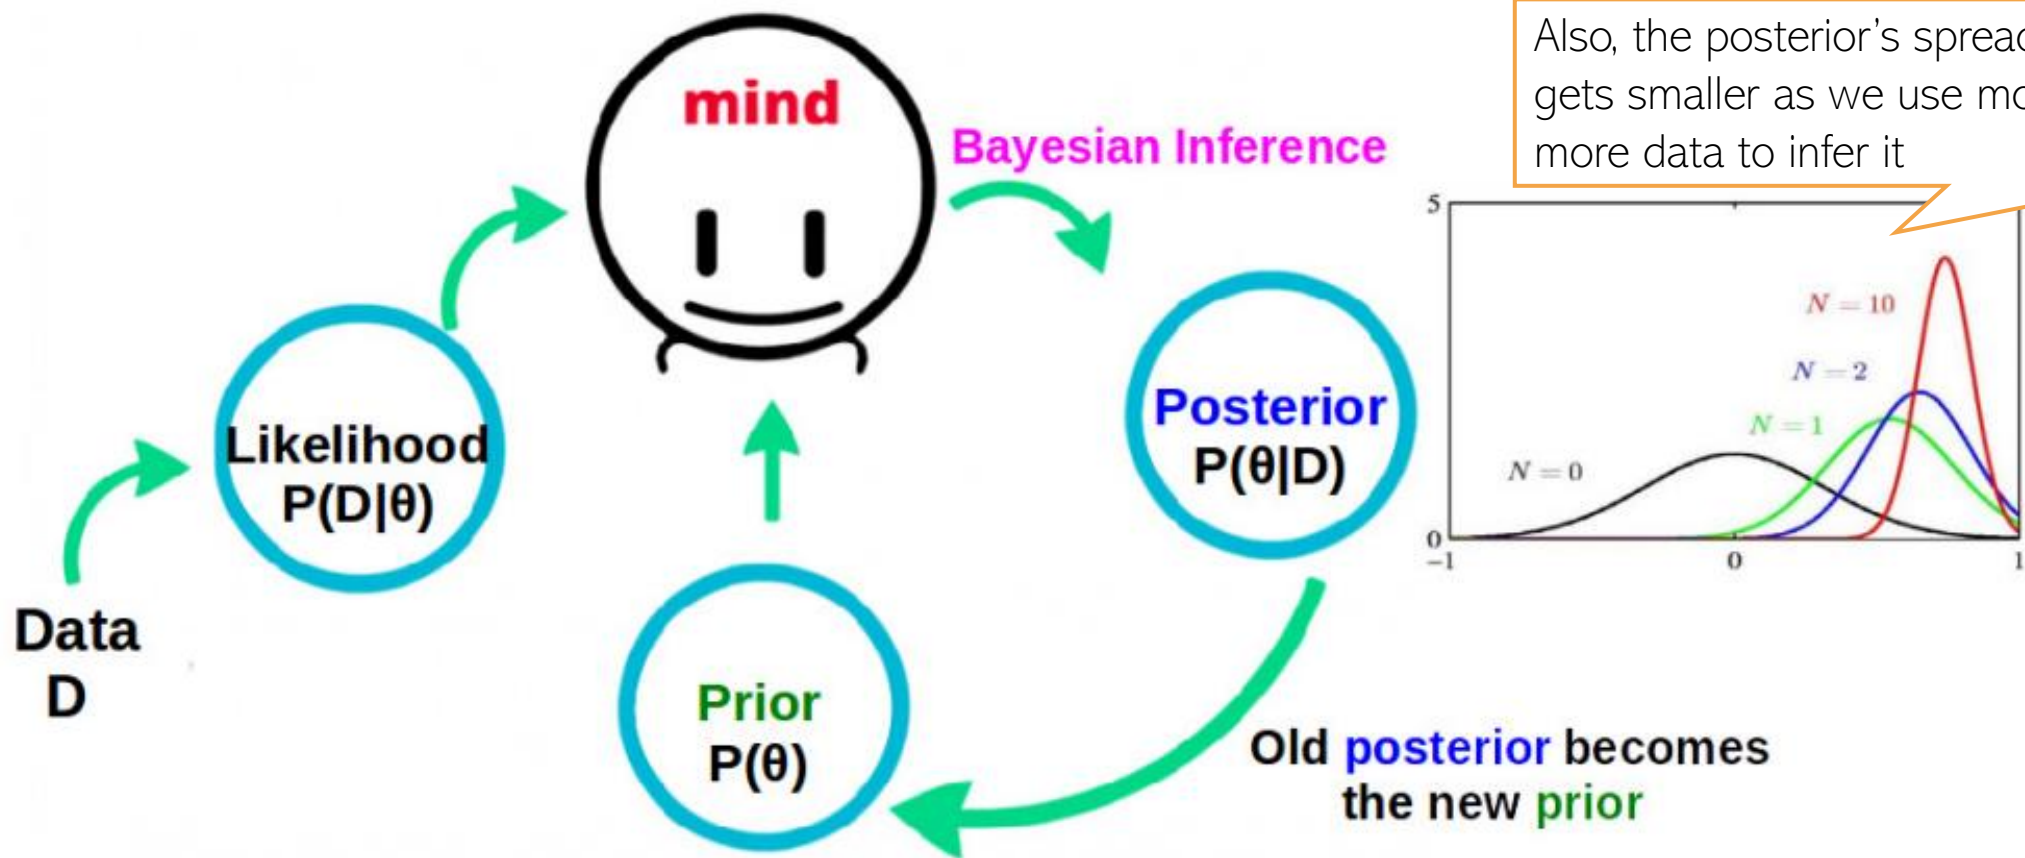 Also, the posterior's spread
gets smaller as we use
more data to infer it
mind
Bayesian Inference
5
N = 10
N = 2
N = 1
N = 0
0
−1
0
1
Likelihood
P(D|θ)
Posterior
P(θ|D)
Data
D
Prior
P(θ)
Old posterior becomes
the new prior